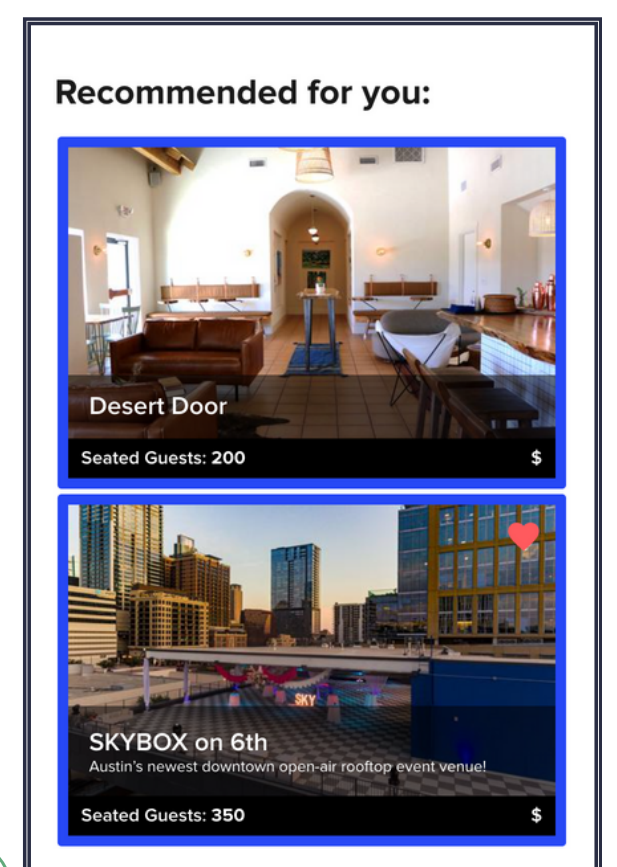 Recommended for you:
Desert Door
Seated Guests: 200 $
SKY
SKYBOX on 6th
Austin's newest downtown open-air rooftop event venue!
Seated Guests: 350 $